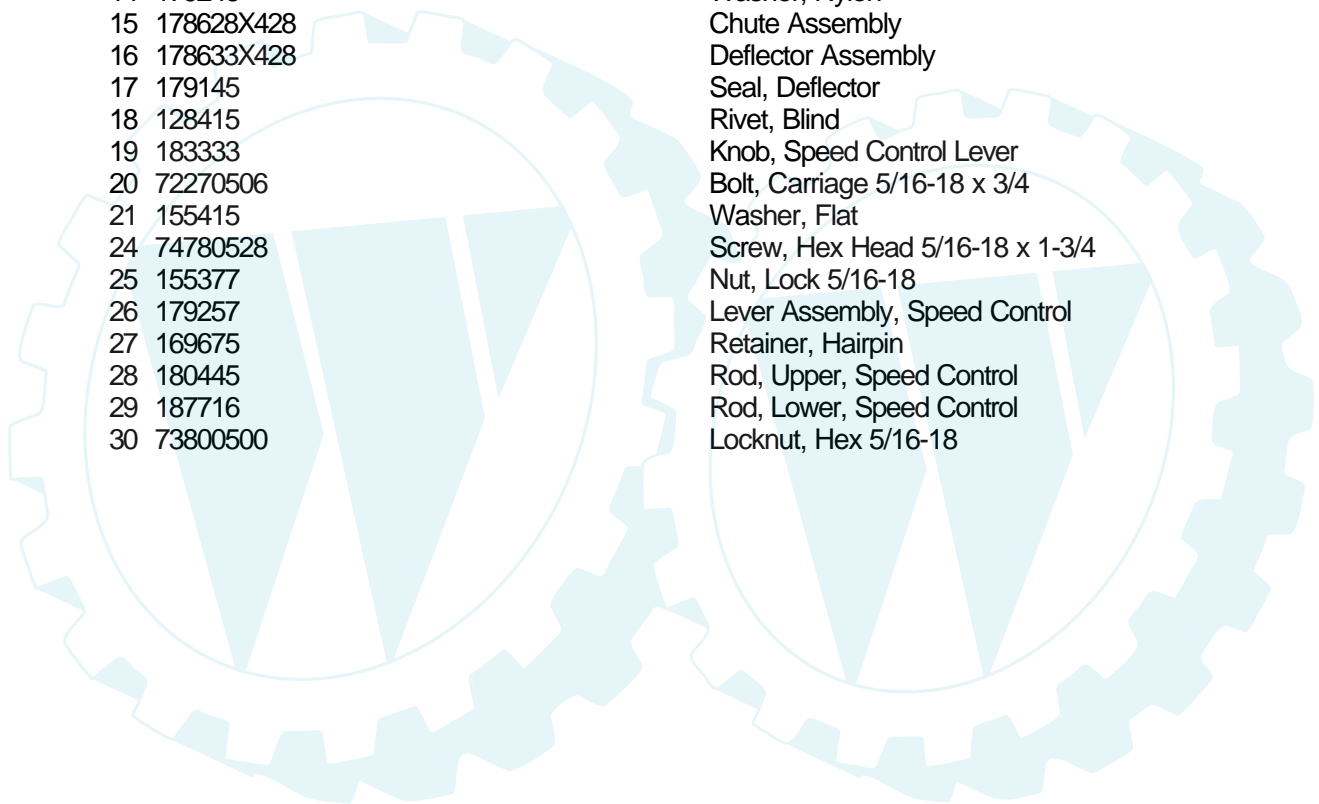 15 178628X428 Chute Assembly
16 178633X428 Deflector Assembly
17 179145 Seal, Deflector
18 128415 Rivet, Blind
19 183333 Knob, Speed Control Lever
20 72270506 Bolt, Carriage 5/16-18 x 3/4
21 155415 Washer, Flat
24 74780528 Screw, Hex Head 5/16-18 x 1-3/4
25 155377 Nut, Lock 5/16-18
26 179257 Lever Assembly, Speed Control
27 169675 Retainer, Hairpin
28 180445 Rod, Upper, Speed Control
29 187716 Rod, Lower, Speed Control
30 73800500 Locknut, Hex 5/16-18